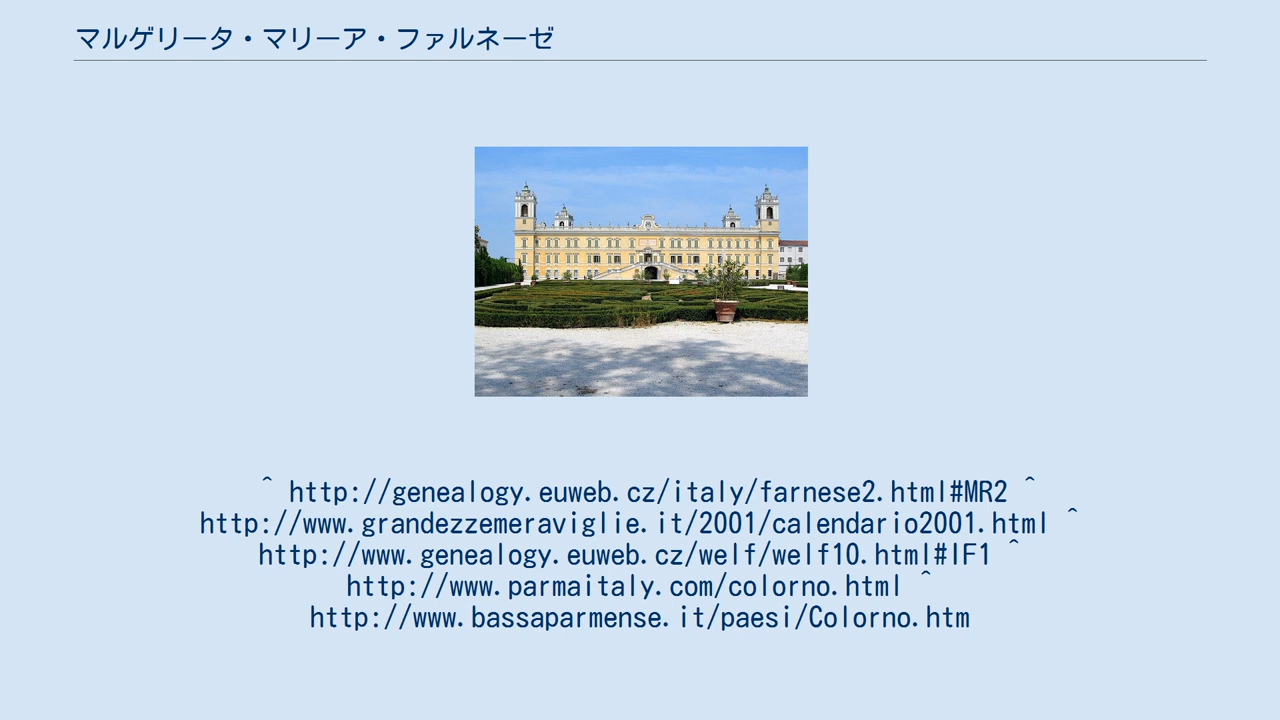 マルゲリータ・マリーア・ファルネーゼ
^ http://genealogy.euweb.cz/italy/farnese2.html#MR2 ^
http://www.grandezzemeraviglie.it/2001/calendario2001.html ^
http://www.genealogy.euweb.cz/welf/welf10.html#IF1 ^
http://www.parmaitaly.com/colorno.html ^
http://www.bassaparmense.it/paesi/Colorno.htm